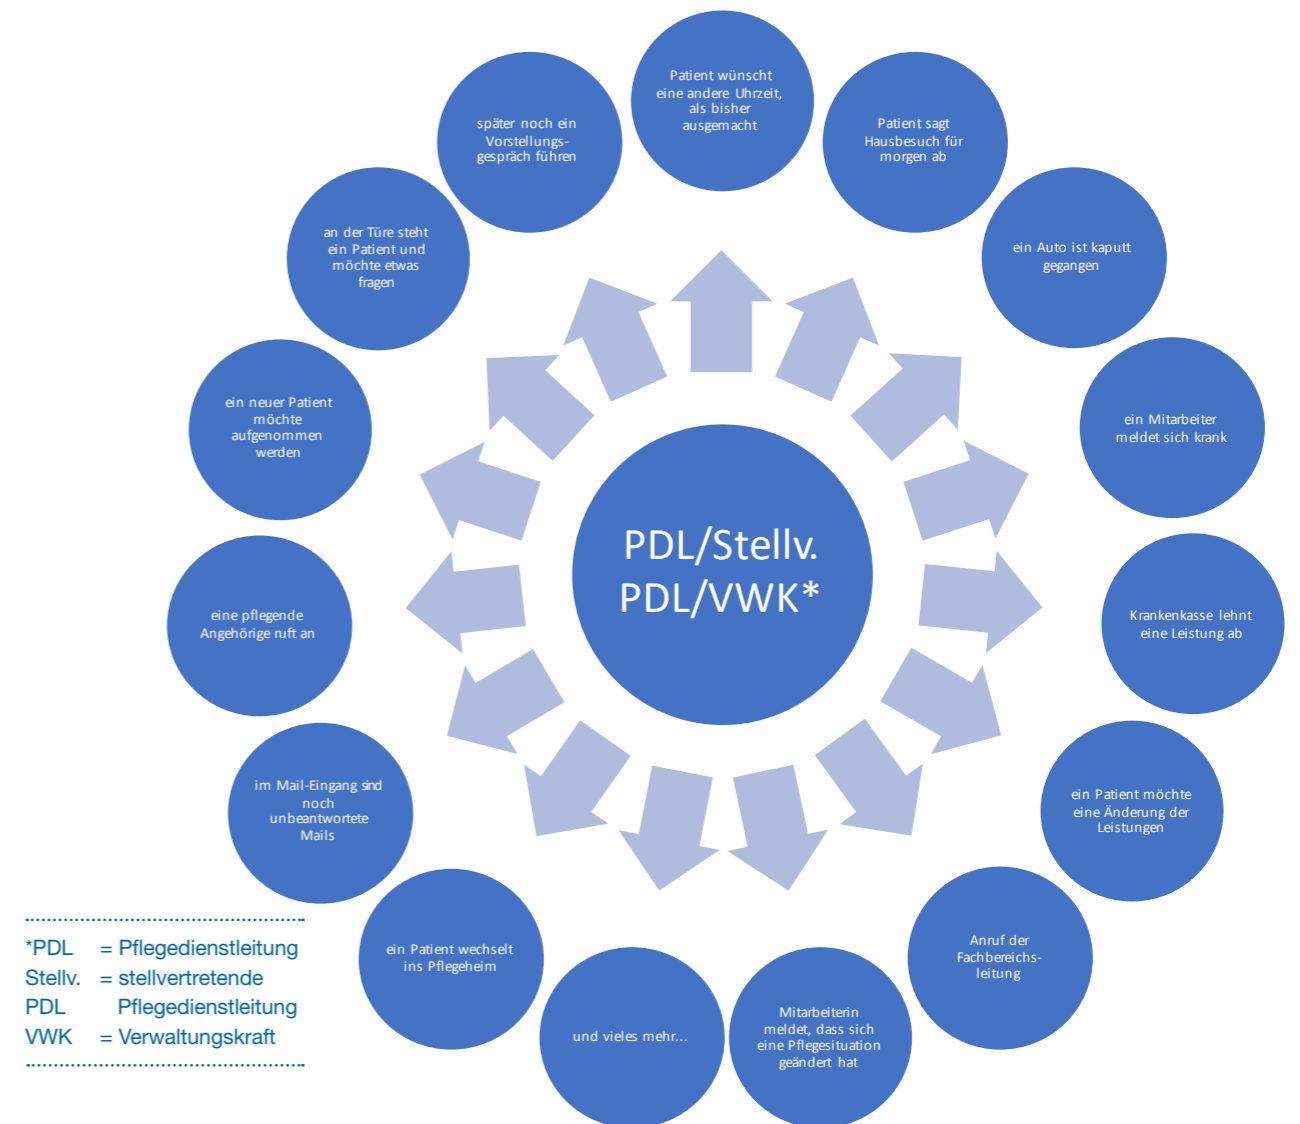 Patient wünscht
eine andere Uhrzeit,
als bisher
ausgemacht
Patient sagt
Hausbesuch für
morgen ab
ein Auto ist kaputt
gegangen
ein Mitarbeiter
meldet sich krank
Krankenkasse lehnt
eine Leistung ab
ein Patient möchte
eine Änderung der
Leistungen
Anruf der
Fachbereichs-
leitung
Mitarbeiterin
meldet, dass sich
eine Pflegesituation
geändert hat
und vieles mehr...
ein Patient wechselt
ins Pflegeheim
im Mail-Eingang sind
noch
unbeantwortete
Mails
eine pflegende
Angehörige ruft an
ein neuer Patient
möchte
aufgenommen
werden
an der Türe steht
ein Patient und
möchte etwas
fragen
später noch ein
Vorstellungs-
gespräch führen
PDL/Stellv.
PDL/VWK*
*PDL = Pflegedienstleitung
Stellv. = stellvertretende
PDL Pflegedienstleitung
VWK = Verwaltungskraft